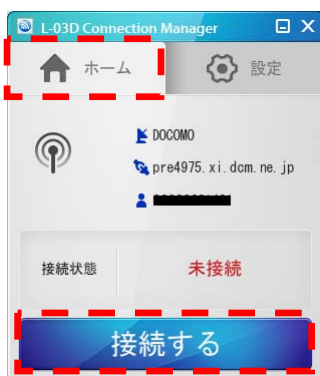 L-03D Connection Manager
ホーム
設定
DOCOMO
pre4975.xi.dcm.ne.jp
接続状態
未接続
接続する